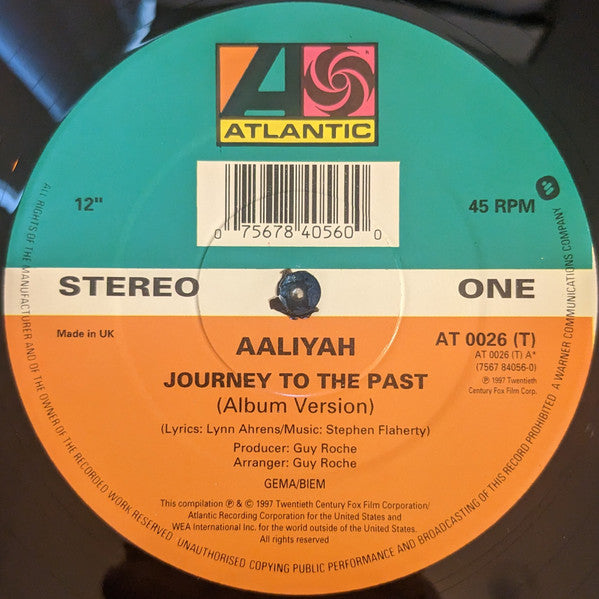 ATLANTIC
12"
45 RPM
0 75678 40560 0
STEREO
ONE
Made in UK
AT 0026 (T)
AT 0026 (T) A*
(7567 84056-0)
℗ 1997 Twentieth
Century Fox Film Corp.
AALIYAH
JOURNEY TO THE PAST
(Album Version)
(Lyrics: Lynn Ahrens/Music: Stephen Flaherty)
Producer: Guy Roche
Arranger: Guy Roche
GEMA/BIEM
This compilation ℗ & © 1997 Twentieth Century Fox Film Corporation/
Atlantic Recording Corporation for the United States and
WEA International Inc. for the world outside of the United States.
All rights reserved
ALL RIGHTS OF THE MANUFACTURER AND OF THE OWNER OF THE RECORDED WORK RESERVED UNAUTHORISED COPYING PUBLIC PERFORMANCE AND BROADCASTING OF THIS RECORD PROHIBITED A WARNER COMMUNICATIONS COMPANY